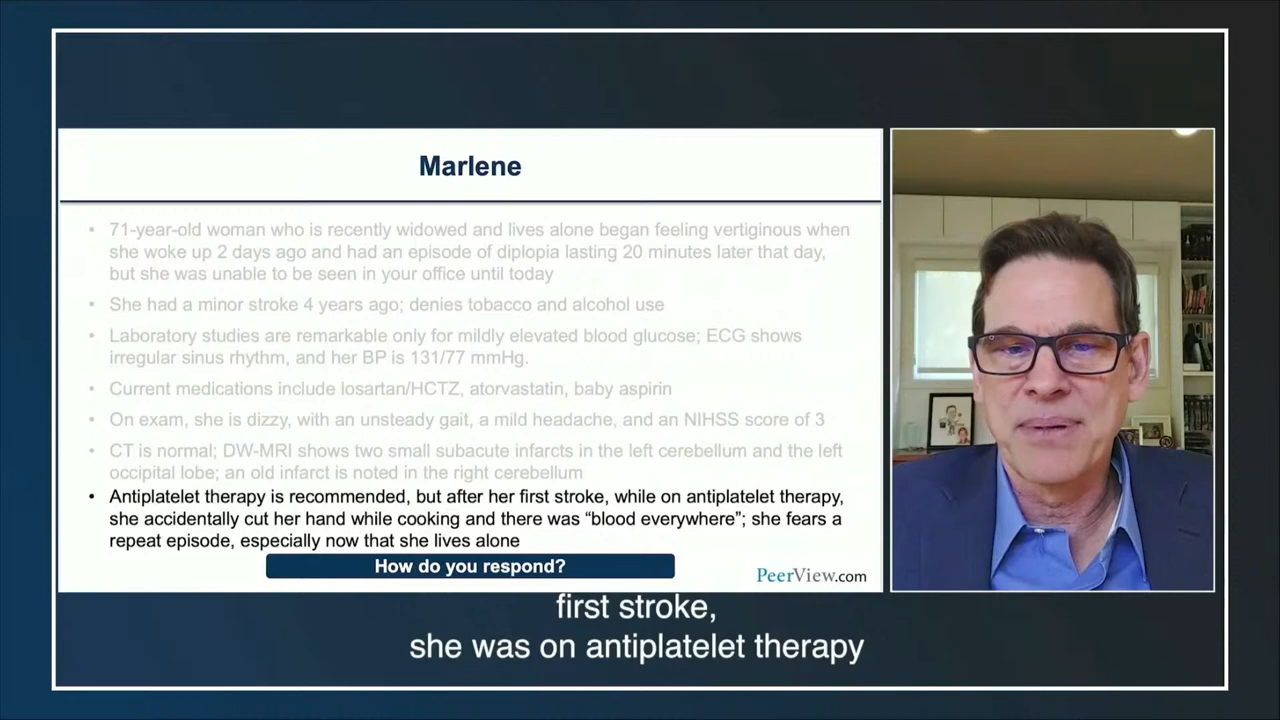 Marlene
• 71-year-old woman who is recently widowed and lives alone began feeling vertiginous when
she woke up 2 days ago and had an episode of diplopia lasting 20 minutes later that day,
but she was unable to be seen in your office until today
• She had a minor stroke 4 years ago; denies tobacco and alcohol use
• Laboratory studies are remarkable only for mildly elevated blood glucose; ECG shows
irregular sinus rhythm, and her BP is 131/77 mmHg.
• Current medications include losartan/HCTZ, atorvastatin, baby aspirin
• On exam, she is dizzy, with an unsteady gait, a mild headache, and an NIHSS score of 3
• CT is normal; DW-MRI shows two small subacute infarcts in the left cerebellum and the left
occipital lobe; an old infarct is noted in the right cerebellum
• Antiplatelet therapy is recommended, but after her first stroke, while on antiplatelet therapy,
she accidentally cut her hand while cooking and there was “blood everywhere”; she fears a
repeat episode, especially now that she lives alone
How do you respond?
PeerView.com
first stroke,
she was on antiplatelet therapy